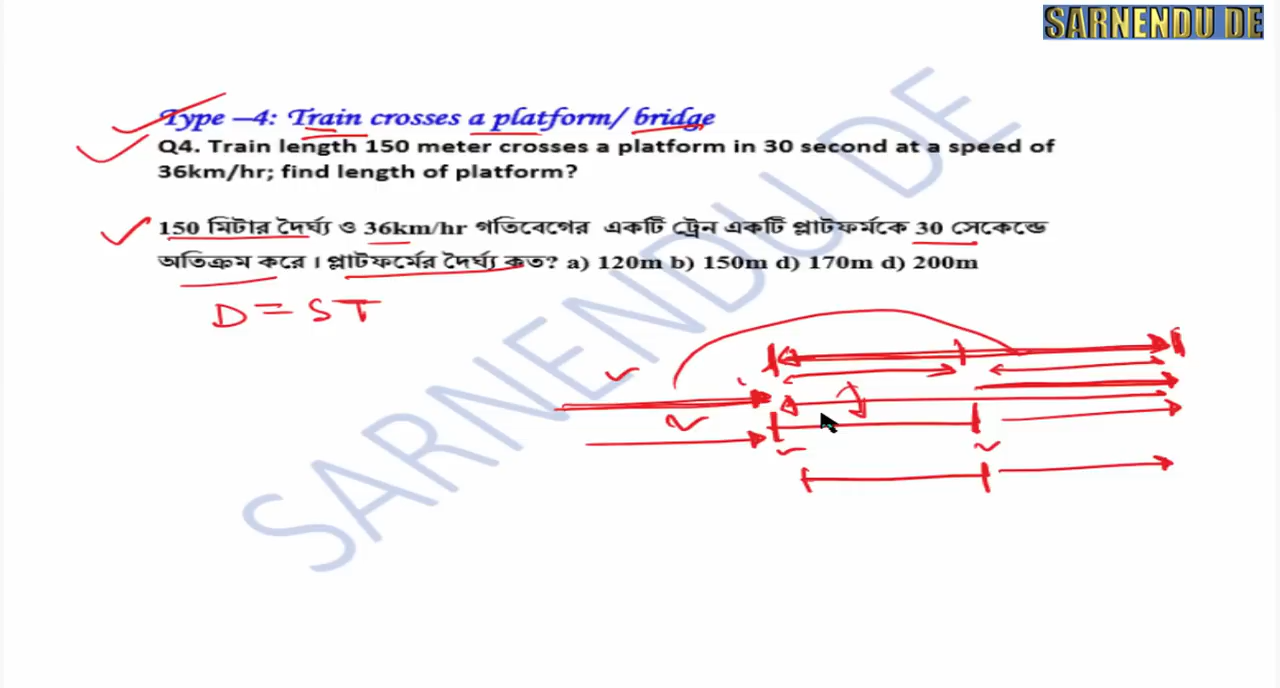 SARNENDU DE
Type –4: Train crosses a platform/ bridge
Q4. Train length 150 meter crosses a platform in 30 second at a speed of
36km/hr; find length of platform?
150 মিটার দৈর্ঘ্য ও 36km/hr গতিবেগের একটি ট্রেন একটি প্লাটফর্মকে 30 সেকেন্ডে
অতিক্রম করে। প্লাটফর্মের দৈর্ঘ্য কত? a) 120m b) 150m d) 170m d) 200m
D = ST
SARNENDU DE